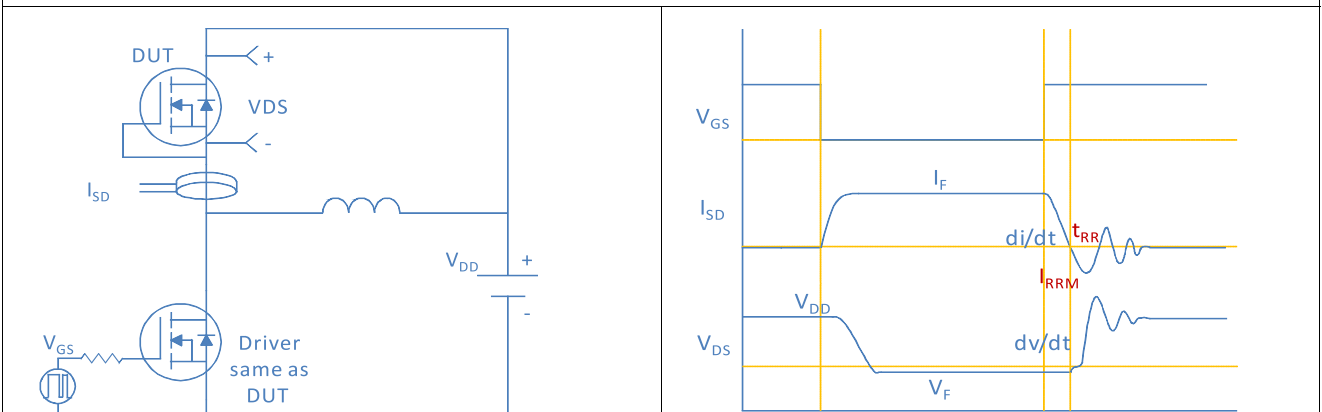 DUT
+
VDS
-
ISD
VDD
+
-
VGS
Driver
same as
DUT
VGS
IF
ISD
di/dt
tRR
IRRM
VDD
VDS
dv/dt
VF